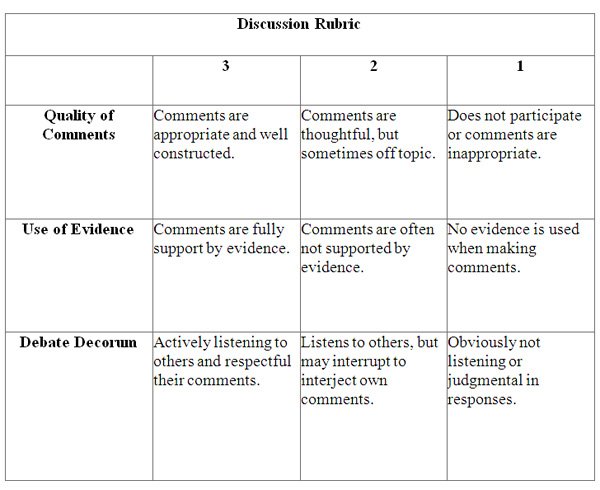 Discussion Rubric
3 2 1
Quality of
Comments
Comments are
appropriate and well
constructed.
Comments are
thoughtful, but
sometimes off topic.
Does not participate
or comments are
inappropriate.
Use of Evidence
Comments are fully
support by evidence.
Comments are often
not supported by
evidence.
No evidence is used
when making
comments.
Debate Decorum
Actively listening to
others and respectful
their comments.
Listens to others, but
may interrupt to
interject own
comments.
Obviously not
listening or
judgmental in
responses.